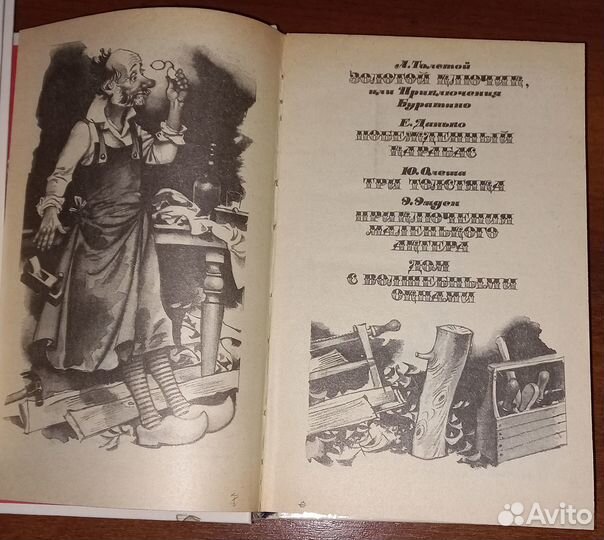 А. Толстой
ЗОЛОТОЙ КЛЮЧИК,
или Приключения
Буратино
Е. Данько
ПОБЕЖДЕННЫЙ
КАРАБАС
Ю. Олеша
ТРИ ТОЛСТЯКА
Э. Эмден
ПРИКЛЮЧЕНИЯ
МАЛЕНЬКОГО
АКТЕРА
ДОМ
С ВОЛШЕБНЫМИ
ОКНАМИ
Avito